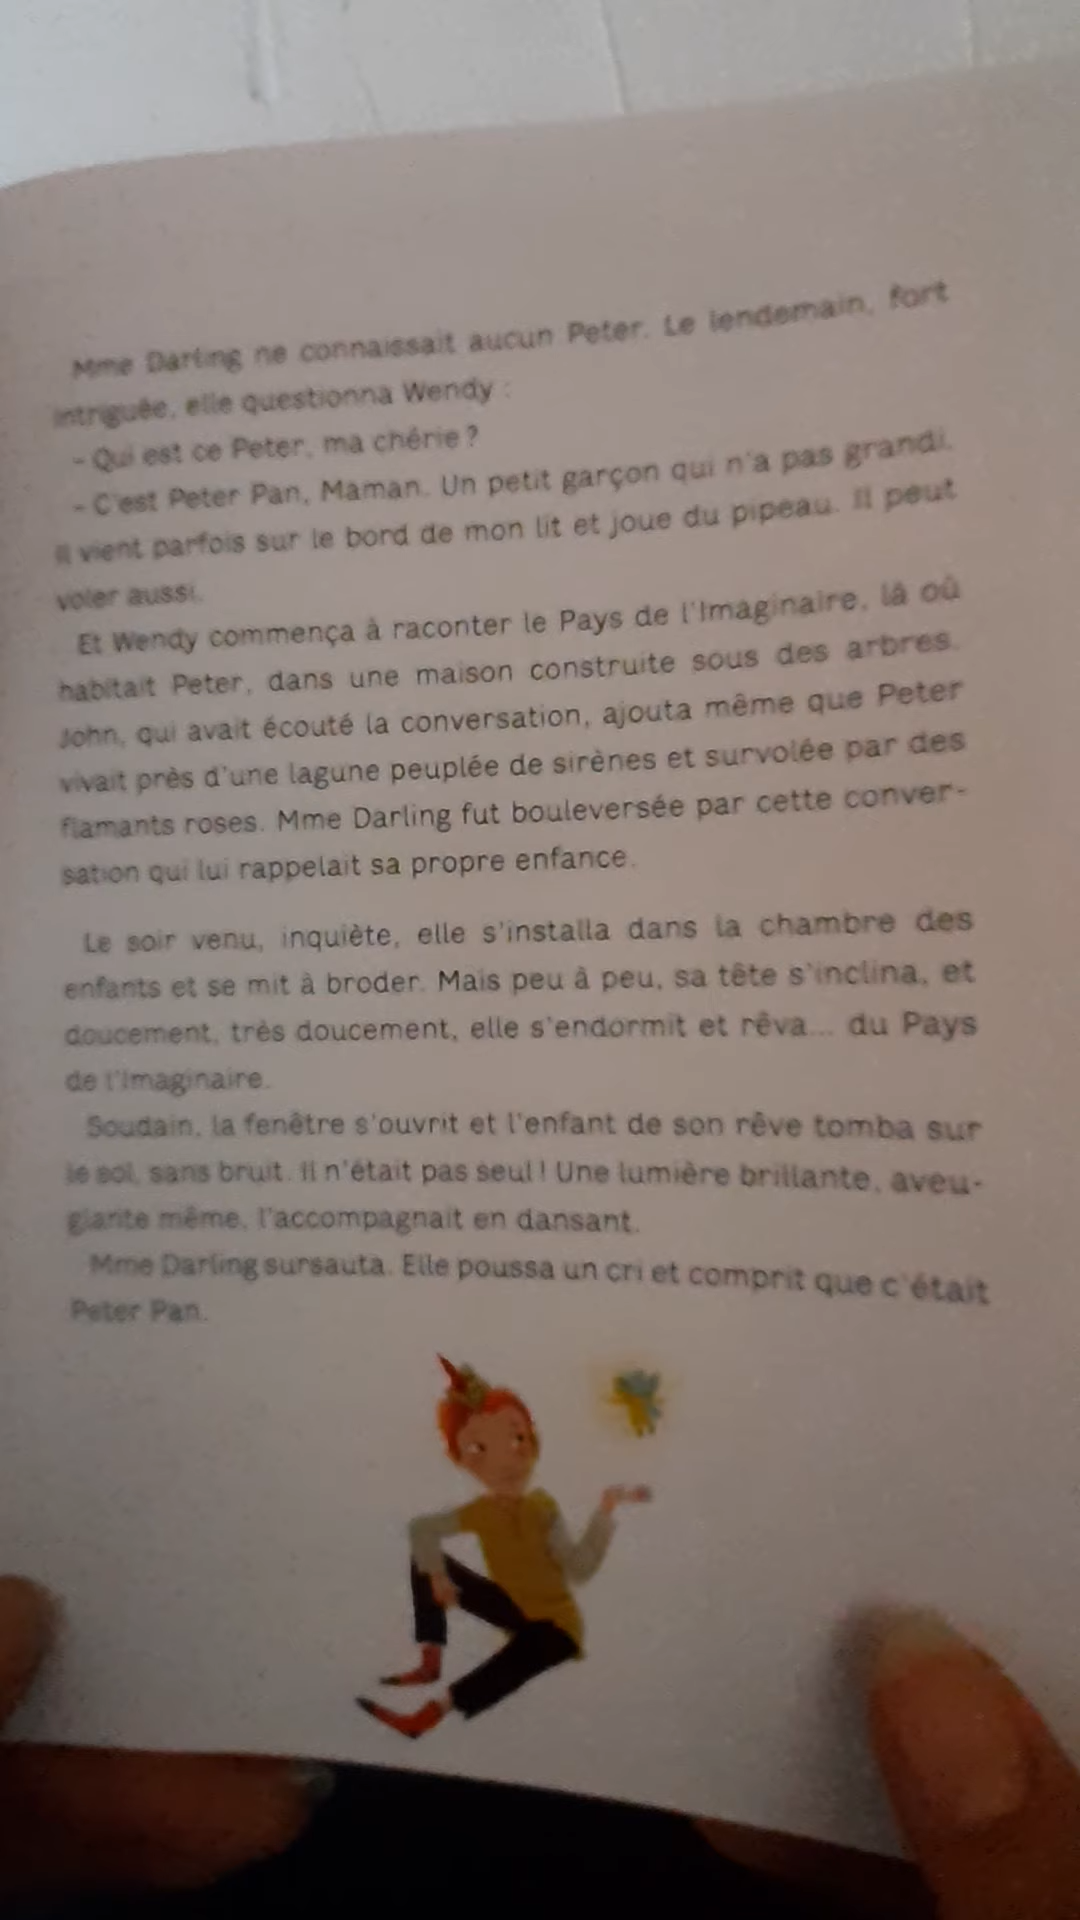 Mme Darling ne connaissait aucun Peter. Le lendemain, fort
intriguée, elle questionna Wendy :
- Qui est ce Peter, ma chérie ?
- C'est Peter Pan, Maman. Un petit garçon qui n'a pas grandi.
Il vient parfois sur le bord de mon lit et joue du pipeau. Il peut
voler aussi.
Et Wendy commença à raconter le Pays de l'Imaginaire, là où
habitait Peter, dans une maison construite sous des arbres.
John, qui avait écouté la conversation, ajouta même que Peter
vivait près d'une lagune peuplée de sirènes et survolée par des
flamants roses. Mme Darling fut bouleversée par cette conver-
sation qui lui rappelait sa propre enfance.
Le soir venu, inquiète, elle s'installa dans la chambre des
enfants et se mit à broder. Mais peu à peu, sa tête s'inclina, et
doucement, très doucement, elle s'endormit et rêva... du Pays
de l'Imaginaire.
Soudain, la fenêtre s'ouvrit et l'enfant de son rêve tomba sur
le sol, sans bruit. Il n'était pas seul ! Une lumière brillante, aveu-
glante même, l'accompagnait en dansant.
Mme Darling sursauta. Elle poussa un cri et comprit que c'était
Peter Pan.